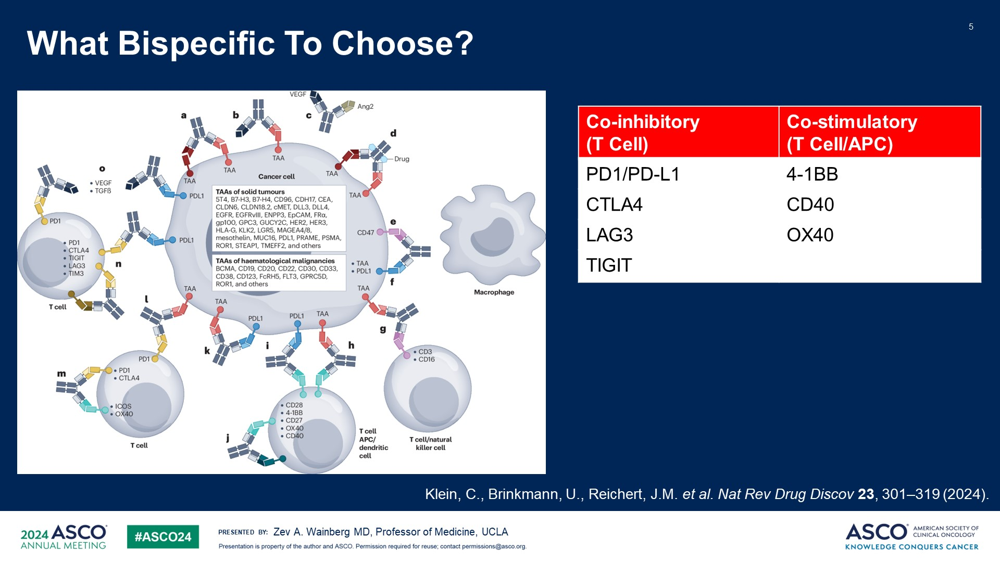 What Bispecific To Choose?
5
VEGF
Ang2
a
b
c
d
Drug
TAA
TAA
TAA
TAA
TAA
Cancer cell
o
• VEGF
• TGFß
PDL1
PD1
TAAs of solid tumours
5T4, B7-H3, B7-H4, CD96, CDH17, CEA,
CLDN6, CLDN18.2, cMET, DLL3, DLL4,
EGFR, EGFRvIII, ENPP3, EpCAM, FRα,
gp100, GPC3, GUCY2C, HER2, HER3,
HLA-G, KLK2, LGR5, MAGEA4/8,
mesothelin, MUC16, PDL1, PRAME, PSMA,
ROR1, STEAP1, TMEFF2, and others
TAAs of haematological malignancies
BCMA, CD19, CD20, CD22, CD30, CD33,
CD38, CD123, FcRH5, FLT3, GPRC5D,
ROR1, and others
PDL1
• PD1
• CTLA4
• TIGIT
• LAG3
• TIM3
n
T cell
CD47
e
• TAA
• PDL1
f
Macrophage
TAA
l
TAA
TAA
PDL1
PDL1
TAA
g
k
i
h
PD1
• PD1
• CTLA4
m
• ICOS
• OX40
T cell
• CD3
• CD16
T cell/natural
killer cell
• CD28
• 4-1BB
• CD27
• OX40
• CD40
j
T cell
APC/
dendritic
cell
Co-inhibitory
(T Cell)
Co-stimulatory
(T Cell/APC)
PD1/PD-L1
4-1BB
CTLA4
CD40
LAG3
OX40
TIGIT
Klein, C., Brinkmann, U., Reichert, J.M. et al. Nat Rev Drug Discov 23, 301–319 (2024).
2024 ASCO
ANNUAL MEETING
#ASCO24
PRESENTED BY: Zev A. Wainberg MD, Professor of Medicine, UCLA
Presentation is property of the author and ASCO. Permission required for reuse; contact permissions@asco.org.
ASCO AMERICAN SOCIETY OF
CLINICAL ONCOLOGY
KNOWLEDGE CONQUERS CANCER